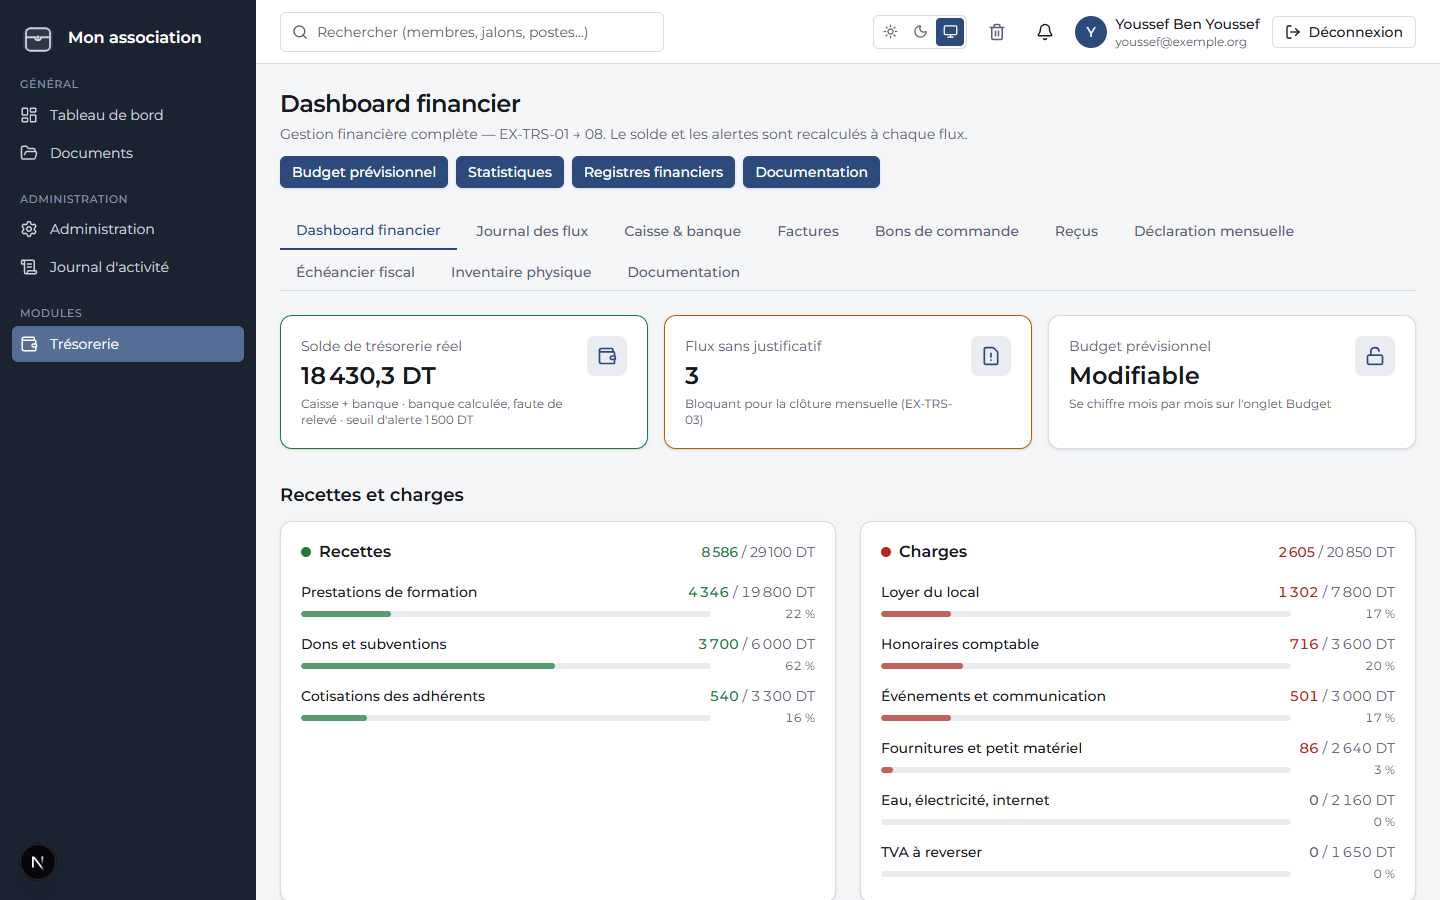 Mon association
GÉNÉRAL
Tableau de bord
Documents
ADMINISTRATION
Administration
Journal d'activité
MODULES
Trésorerie
N
Rechercher (membres, jalons, postes...)
Y
Youssef Ben Youssef
youssef@exemple.org
Déconnexion
Dashboard financier
Gestion financière complète — EX-TRS-01 → 08. Le solde et les alertes sont recalculés à chaque flux.
Budget prévisionnel
Statistiques
Registres financiers
Documentation
Dashboard financier
Journal des flux
Caisse & banque
Factures
Bons de commande
Reçus
Déclaration mensuelle
Échéancier fiscal
Inventaire physique
Documentation
Solde de trésorerie réel
18 430,3 DT
Caisse + banque · banque calculée, faute de
relevé · seuil d'alerte 1 500 DT
Flux sans justificatif
3
Bloquant pour la clôture mensuelle (EX-TRS-
03)
Budget prévisionnel
Modifiable
Se chiffre mois par mois sur l'onglet Budget
Recettes et charges
Recettes
8 586 / 29 100 DT
Prestations de formation
4 346 / 19 800 DT
22 %
Dons et subventions
3 700 / 6 000 DT
62 %
Cotisations des adhérents
540 / 3 300 DT
16 %
Charges
2 605 / 20 850 DT
Loyer du local
1 302 / 7 800 DT
17 %
Honoraires comptable
716 / 3 600 DT
20 %
Événements et communication
501 / 3 000 DT
17 %
Fournitures et petit matériel
86 / 2 640 DT
3 %
Eau, électricité, internet
0 / 2 160 DT
0 %
TVA à reverser
0 / 1 650 DT
0 %